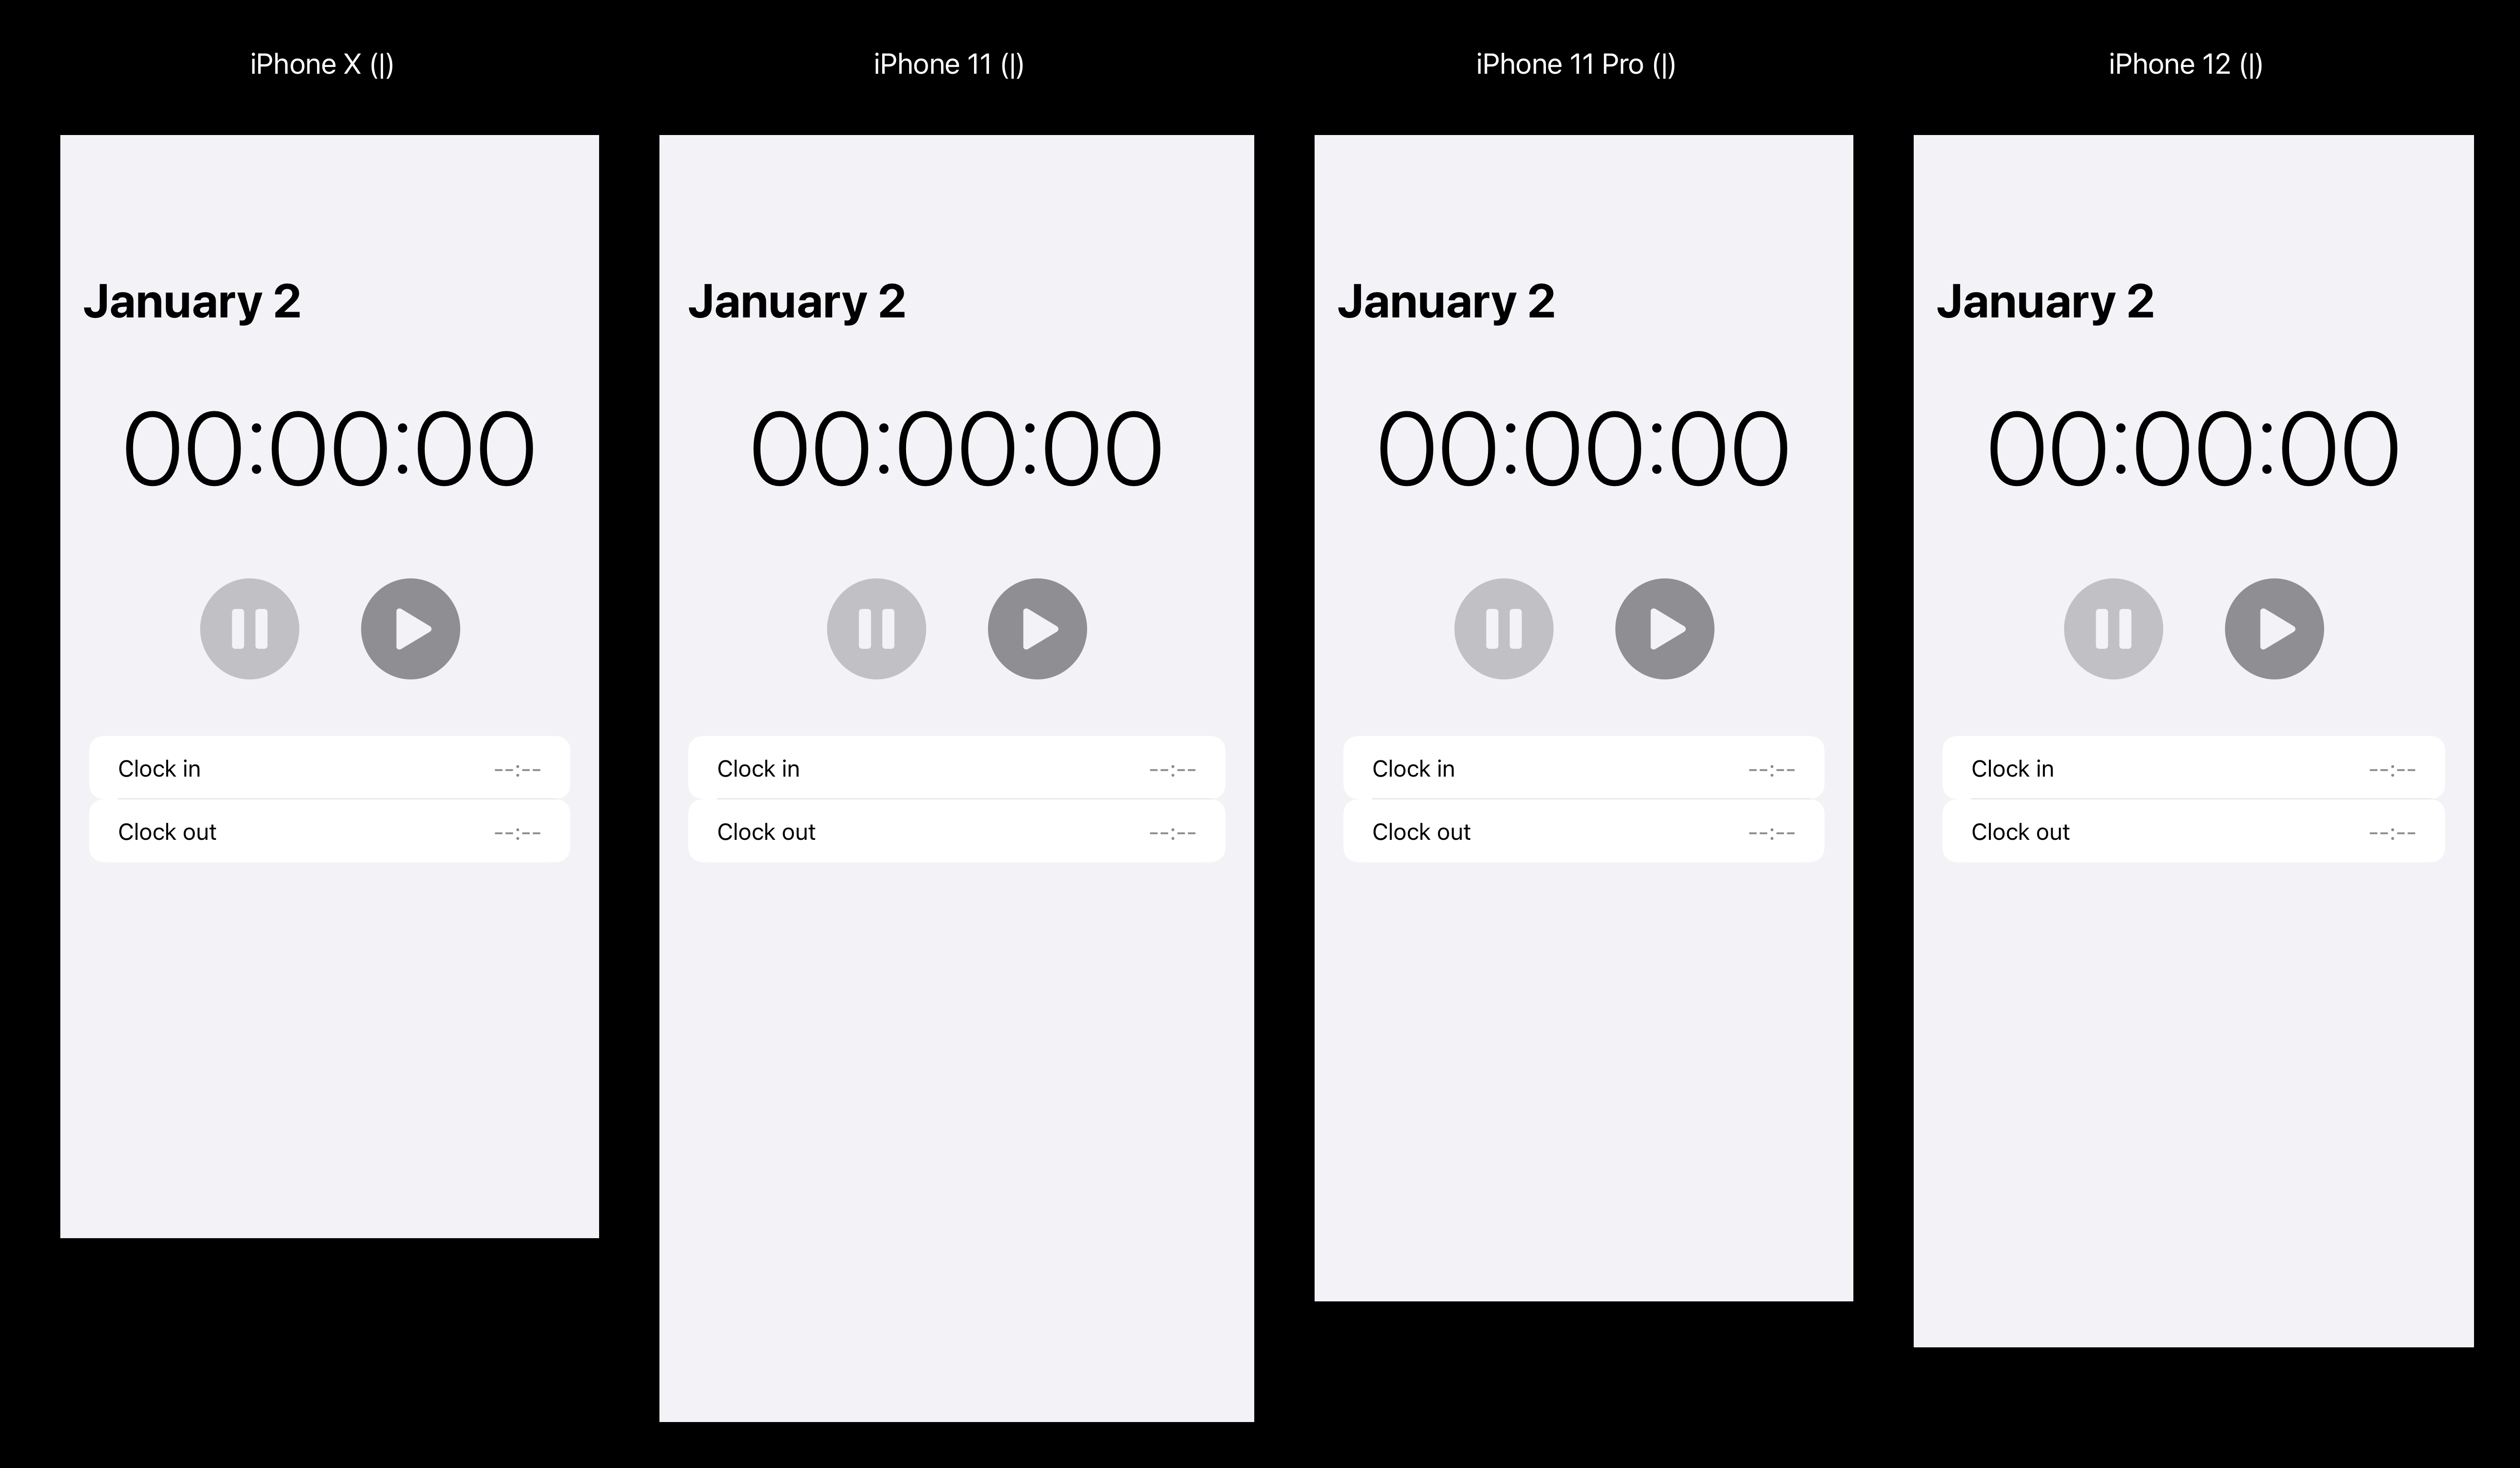 iPhone X (|)
January 2
00:00:00
Clock in --:--
Clock out --:--
iPhone 11 (|)
January 2
00:00:00
Clock in --:--
Clock out --:--
iPhone 11 Pro (|)
January 2
00:00:00
Clock in --:--
Clock out --:--
iPhone 12 (|)
January 2
00:00:00
Clock in --:--
Clock out --:--